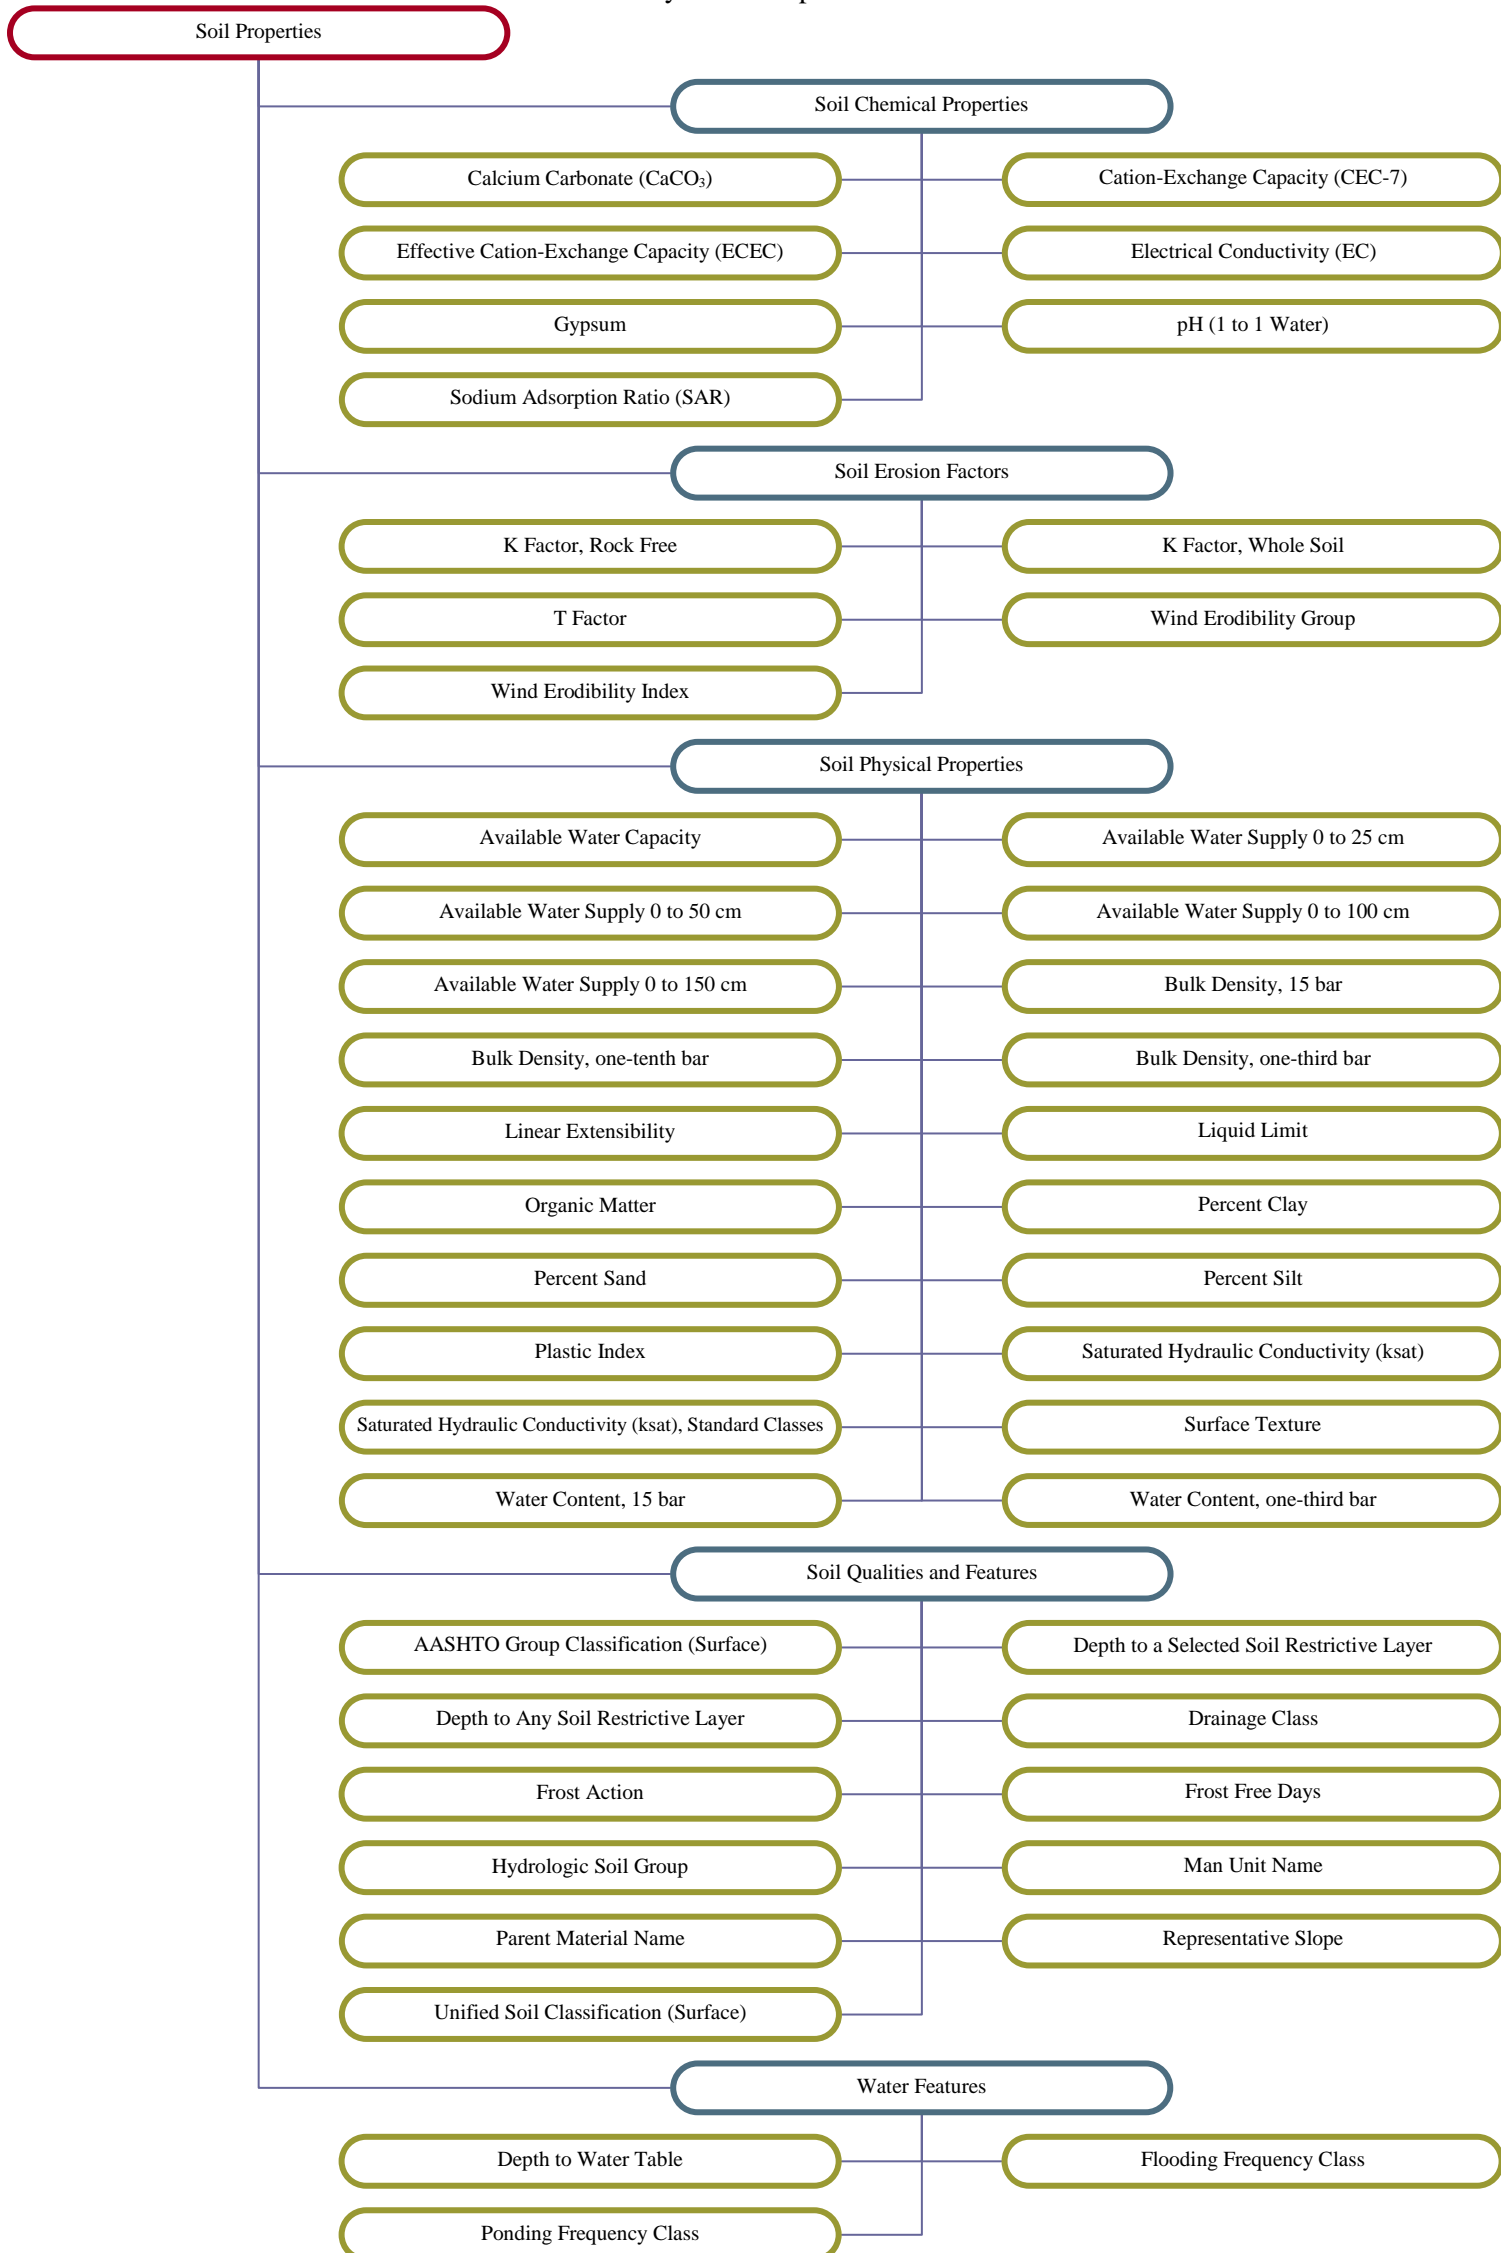 Soil Properties
Soil Chemical Properties
Calcium Carbonate (CaCO₃)
Cation-Exchange Capacity (CEC-7)
Effective Cation-Exchange Capacity (ECEC)
Electrical Conductivity (EC)
Gypsum
pH (1 to 1 Water)
Sodium Adsorption Ratio (SAR)
Soil Erosion Factors
K Factor, Rock Free
K Factor, Whole Soil
T Factor
Wind Erodibility Group
Wind Erodibility Index
Soil Physical Properties
Available Water Capacity
Available Water Supply 0 to 25 cm
Available Water Supply 0 to 50 cm
Available Water Supply 0 to 100 cm
Available Water Supply 0 to 150 cm
Bulk Density, 15 bar
Bulk Density, one-tenth bar
Bulk Density, one-third bar
Linear Extensibility
Liquid Limit
Organic Matter
Percent Clay
Percent Sand
Percent Silt
Plastic Index
Saturated Hydraulic Conductivity (ksat)
Saturated Hydraulic Conductivity (ksat), Standard Classes
Surface Texture
Water Content, 15 bar
Water Content, one-third bar
Soil Qualities and Features
AASHTO Group Classification (Surface)
Depth to a Selected Soil Restrictive Layer
Depth to Any Soil Restrictive Layer
Drainage Class
Frost Action
Frost Free Days
Hydrologic Soil Group
Man Unit Name
Parent Material Name
Representative Slope
Unified Soil Classification (Surface)
Water Features
Depth to Water Table
Flooding Frequency Class
Ponding Frequency Class